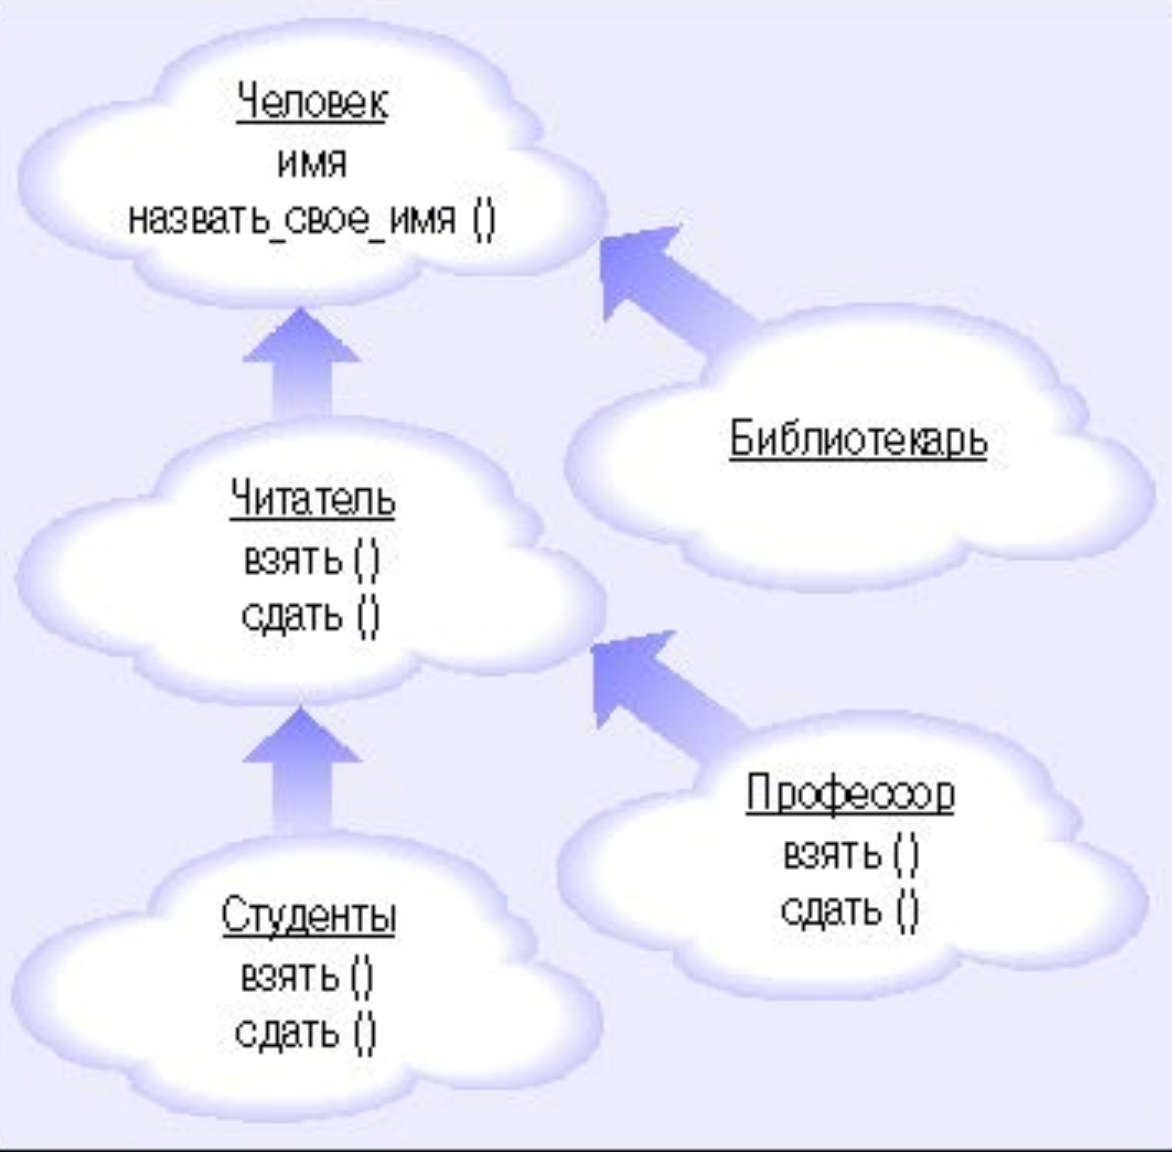 Человек
имя
назвать_свое_имя ()
Библиотекарь
Читатель
взять ()
сдать ()
Профессор
взять ()
сдать ()
Студенты
взять ()
сдать ()